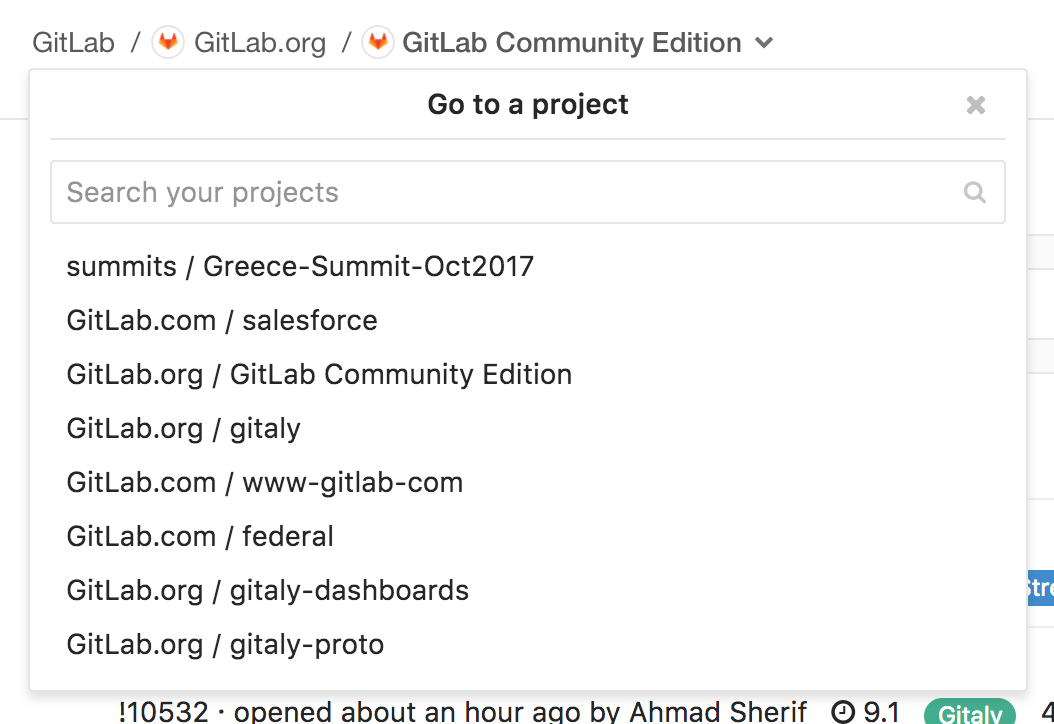 GitLab / GitLab.org / GitLab Community Edition
Go to a project
Search your projects
summits / Greece-Summit-Oct2017
GitLab.com / salesforce
GitLab.org / GitLab Community Edition
GitLab.org / gitaly
GitLab.com / www-gitlab-com
GitLab.com / federal
GitLab.org / gitaly-dashboards
GitLab.org / gitaly-proto
!10532 · opened about an hour ago by Ahmad Sherif 9.1 Gitaly 4